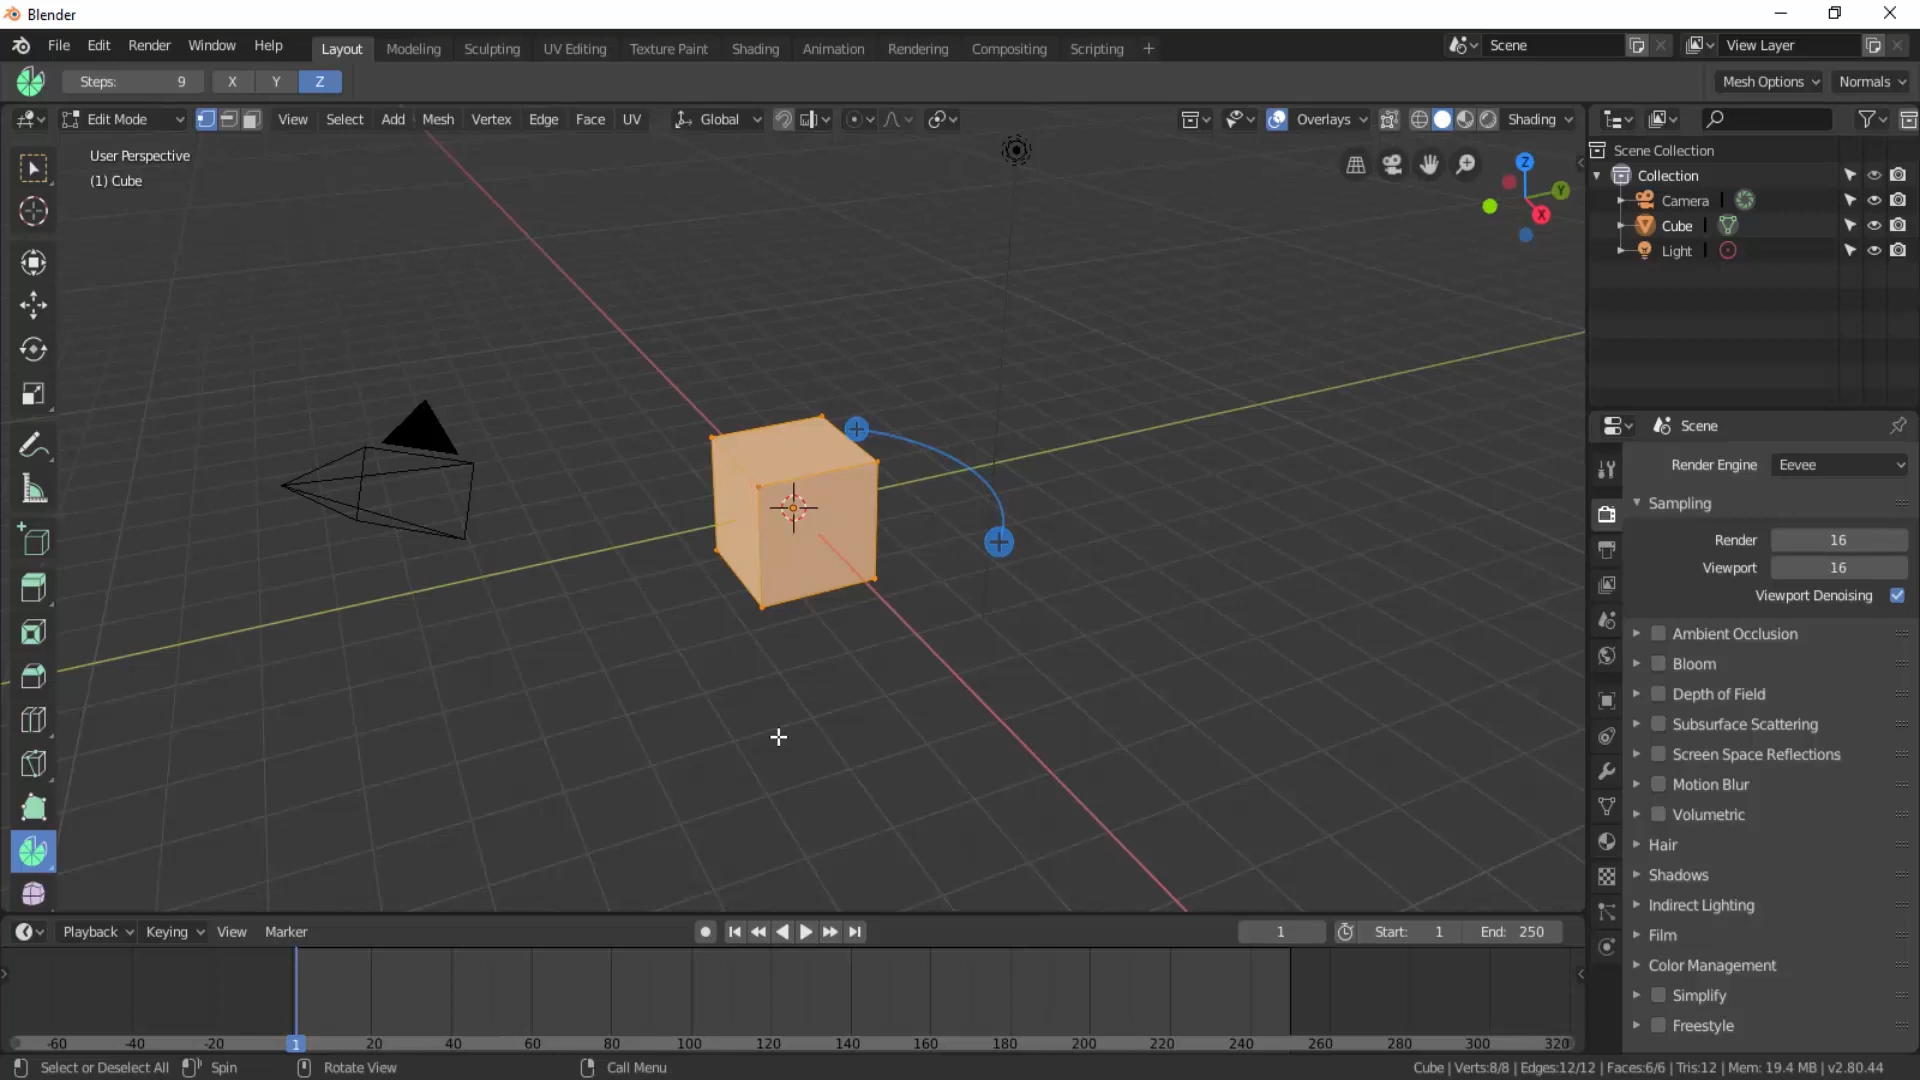 Blender
File Edit Render Window Help Layout Modeling Sculpting UV Editing Texture Paint Shading Animation Rendering Compositing Scripting + Scene View Layer
Steps: 9 X Y Z Mesh Options Normals
Edit Mode View Select Add Mesh Vertex Edge Face UV Global Overlays Shading
User Perspective
(1) Cube
Z
Y
X
Scene Collection
Collection
Camera
Cube
Light
Scene
Render Engine Eevee
Sampling
Render 16
Viewport 16
Viewport Denoising
Ambient Occlusion
Bloom
Depth of Field
Subsurface Scattering
Screen Space Reflections
Motion Blur
Volumetric
Hair
Shadows
Indirect Lighting
Film
Color Management
Simplify
Freestyle
Playback Keying View Marker 1 Start: 1 End: 250
-60 -40 -20 1 20 40 60 80 100 120 140 160 180 200 220 240 260 280 300 320
Select or Deselect All Spin Rotate View Call Menu Cube | Verts:8/8 | Edges:12/12 | Faces:6/6 | Tris:12 | Mem: 19.4 MB | v2.80.44